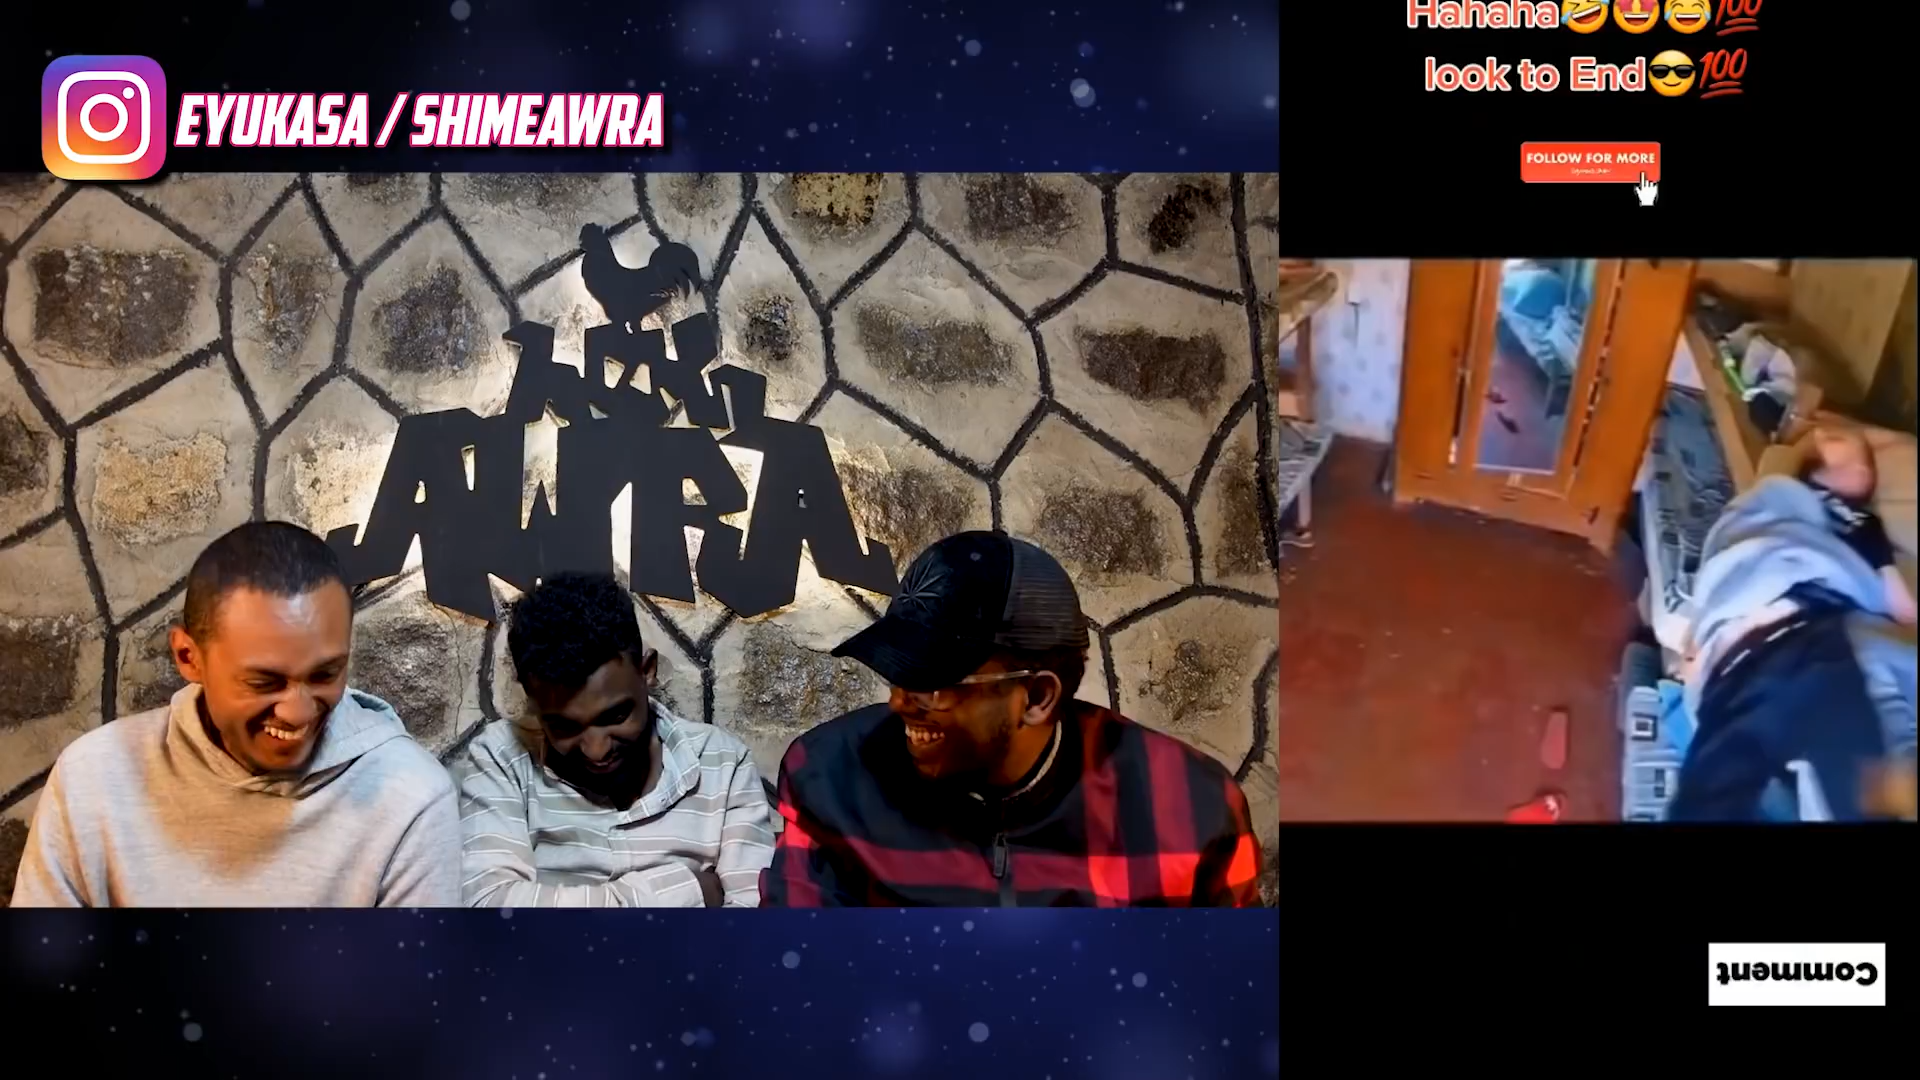 EYUKASA / SHIMEAWRA
AWRA
Hahaha🤣🤩😂💯
look to End😎💯
FOLLOW FOR MORE
Comment